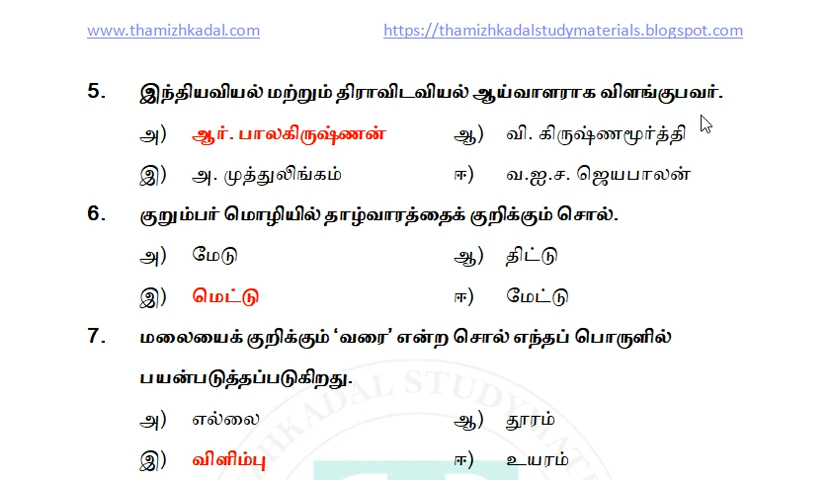 www.thamizhkadal.com https://thamizhkadalstudymaterials.blogspot.com
5. இந்தியவியல் மற்றும் திராவிடவியல் ஆய்வாளராக விளங்குபவர்.
அ) ஆர். பாலகிருஷ்ணன் ஆ) வி. கிருஷ்ணமூர்த்தி
இ) அ. முத்துலிங்கம் ஈ) வ.ஐ.ச. ஜெயபாலன்
6. குறும்பர் மொழியில் தாழ்வாரத்தைக் குறிக்கும் சொல்.
அ) மேடு ஆ) திட்டு
இ) மெட்டு ஈ) மேட்டு
7. மலையைக் குறிக்கும் ‘வரை’ என்ற சொல் எந்தப் பொருளில்
பயன்படுத்தப்படுகிறது.
அ) எல்லை ஆ) தூரம்
இ) விளிம்பு ஈ) உயரம்